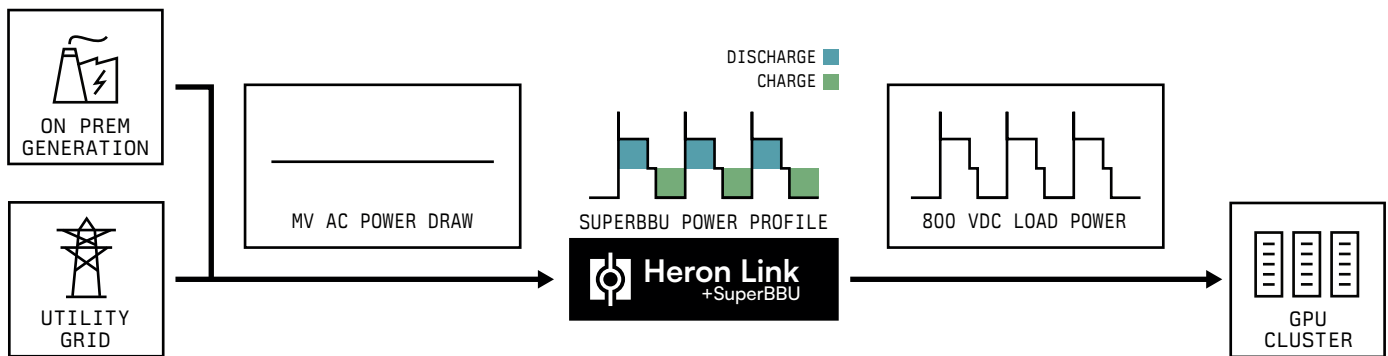 ON PREM
GENERATION
UTILITY
GRID
MV AC POWER DRAW
DISCHARGE
CHARGE
SUPERBBU POWER PROFILE
Heron Link
+SuperBBU
800 VDC LOAD POWER
GPU
CLUSTER